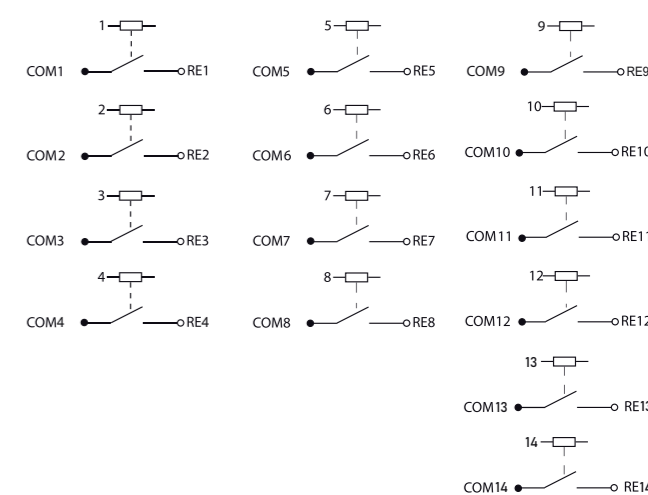 1
COM1 RE1
2
COM2 RE2
3
COM3 RE3
4
COM4 RE4
5
COM5 RE5
6
COM6 RE6
7
COM7 RE7
8
COM8 RE8
9
COM9 RE9
10
COM10 RE10
11
COM11 RE11
12
COM12 RE12
13
COM13 RE13
14
COM14 RE14